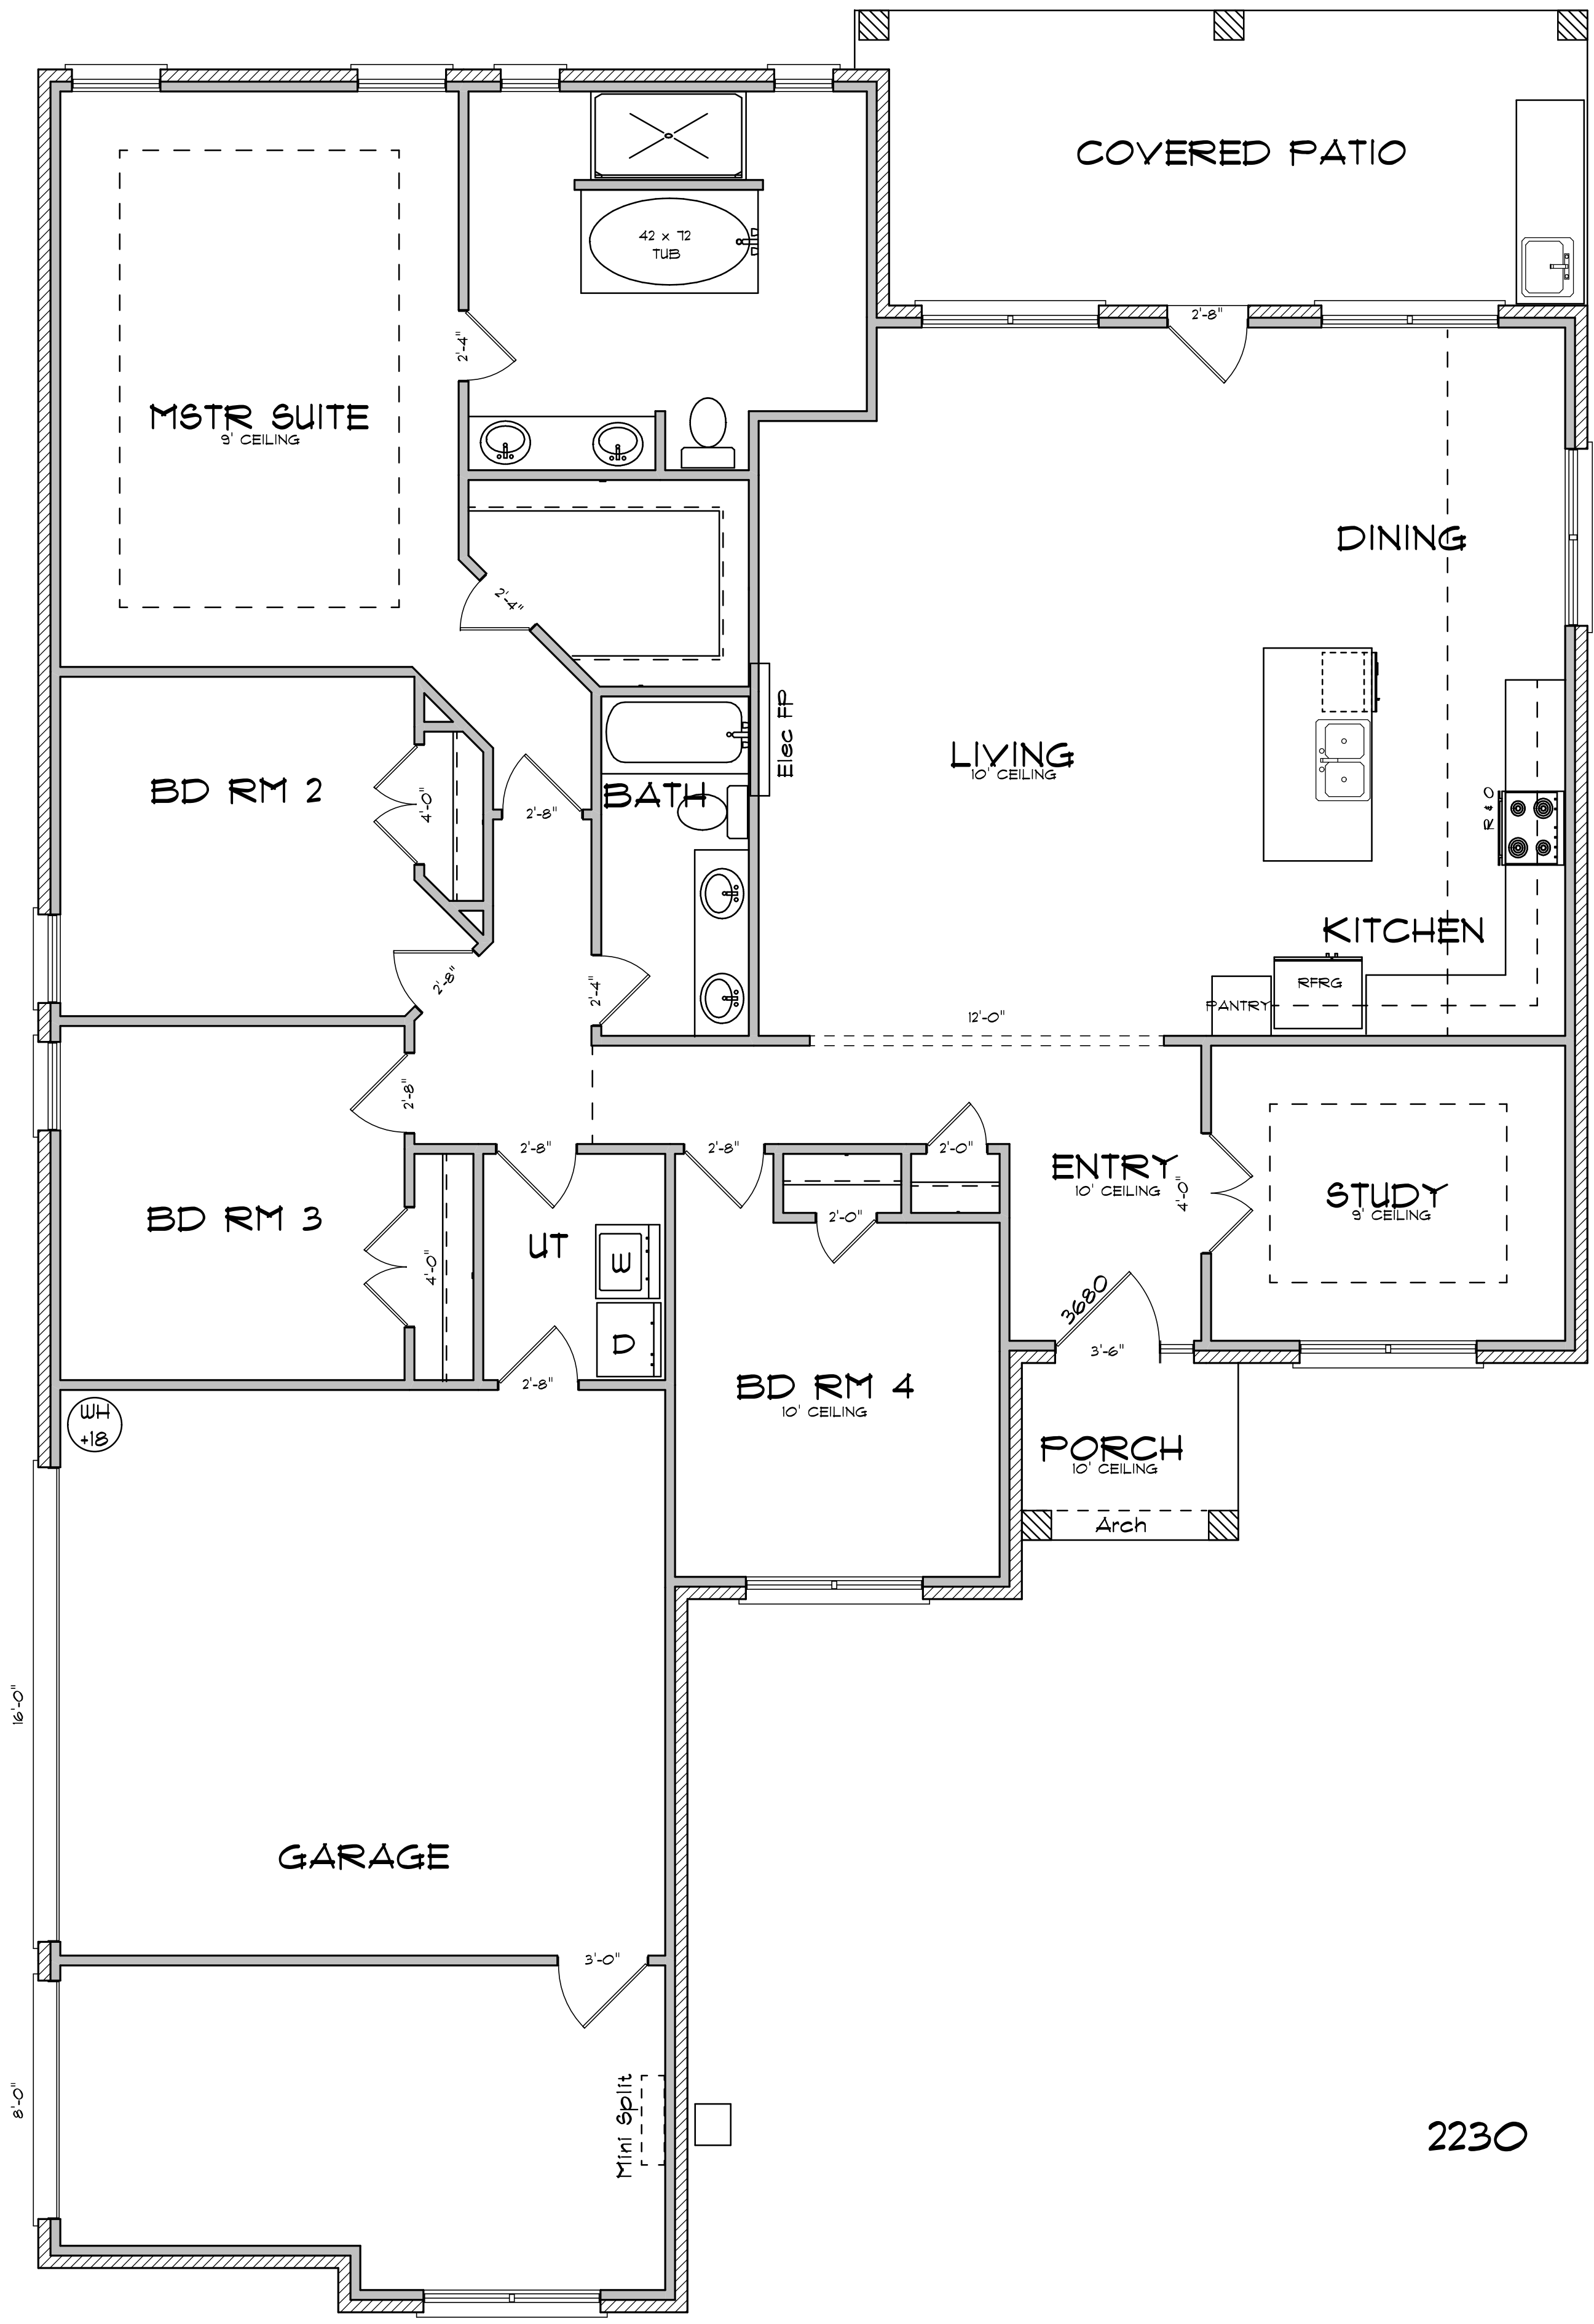 COVERED PATIO
42 x 72
TUB
2'-8"
2'-4"
MSTR SUITE
9' CEILING
DINING
2'-4"
Elec FP
LIVING
10' CEILING
BD RM 2
4'-0"
2'-8"
BATH
R & O
KITCHEN
2'-8"
2'-4"
RFRG
PANTRY
12'-0"
2'-8"
2'-8"
2'-8"
2'-0"
ENTRY
10' CEILING
4'-0"
STUDY
9' CEILING
BD RM 3
4'-0"
UT
W
2'-0"
3680
D
2'-8"
3'-6"
BD RM 4
10' CEILING
WH
+18
PORCH
10' CEILING
Arch
16'-0"
GARAGE
3'-0"
8'-0"
Mini Split
2230